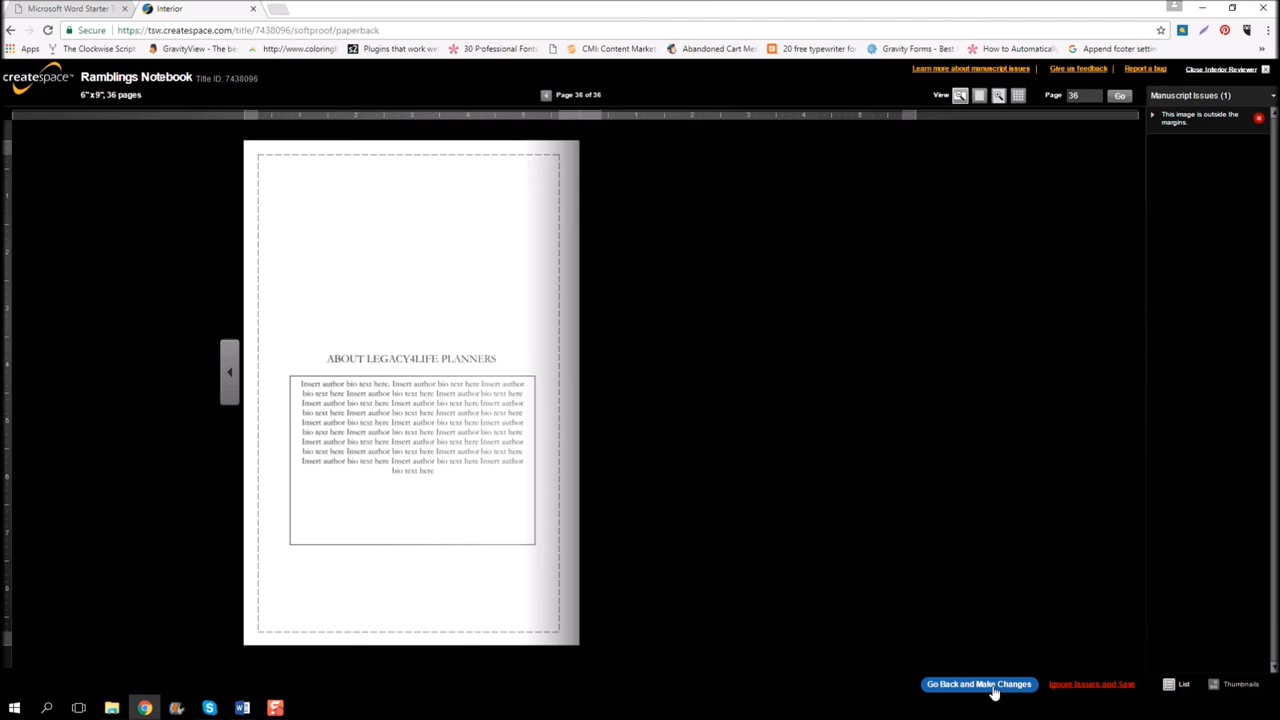 Microsoft Word Starter T
Interior
Secure
https://tsw.createspace.com/title/7438096/softproof/paperback
Apps
The Clockwise Script
GravityView - The be
http://www.coloring
Plugins that work we
30 Professional Fonts
CMI: Content Market
Abandoned Cart Mes
20 free typewriter fo
Gravity Forms - Best
How to Automatically
Append footer settin
createspace
Ramblings Notebook Title ID: 7438096
6"x9", 36 pages
Learn more about manuscript issues
Give us feedback
Report a bug
Close Interior Reviewer
Page 36 of 36
View
Page 36 Go
Manuscript Issues (1)
This image is outside the
margins.
ABOUT LEGACY4LIFE PLANNERS
Insert author bio text here. Insert author bio text here Insert author
bio text here Insert author bio text here Insert author bio text here
Insert author bio text here Insert author bio text here Insert author
bio text here Insert author bio text here Insert author bio text here
Insert author bio text here Insert author bio text here Insert author
bio text here Insert author bio text here Insert author bio text here
Insert author bio text here Insert author bio text here Insert author
bio text here Insert author bio text here Insert author bio text here
Insert author bio text here Insert author bio text here Insert author
bio text here
Go Back and Make Changes
Ignore Issues and Save
List
Thumbnails